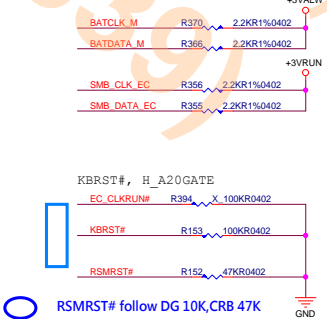 +3VALW
BATCLK_M R370 2.2KR1%0402
BATDATA_M R366 2.2KR1%0402
+3VRUN
SMB_CLK_EC R356 2.2KR1%0402
SMB_DATA_EC R355 2.2KR1%0402
KBRST#, H_A20GATE
EC_CLKRUN# R394 X_100KR0402
KBRST# R153 100KR0402
RSMRST# R152 47KR0402
RSMRST# follow DG 10K,CRB 47K
GND